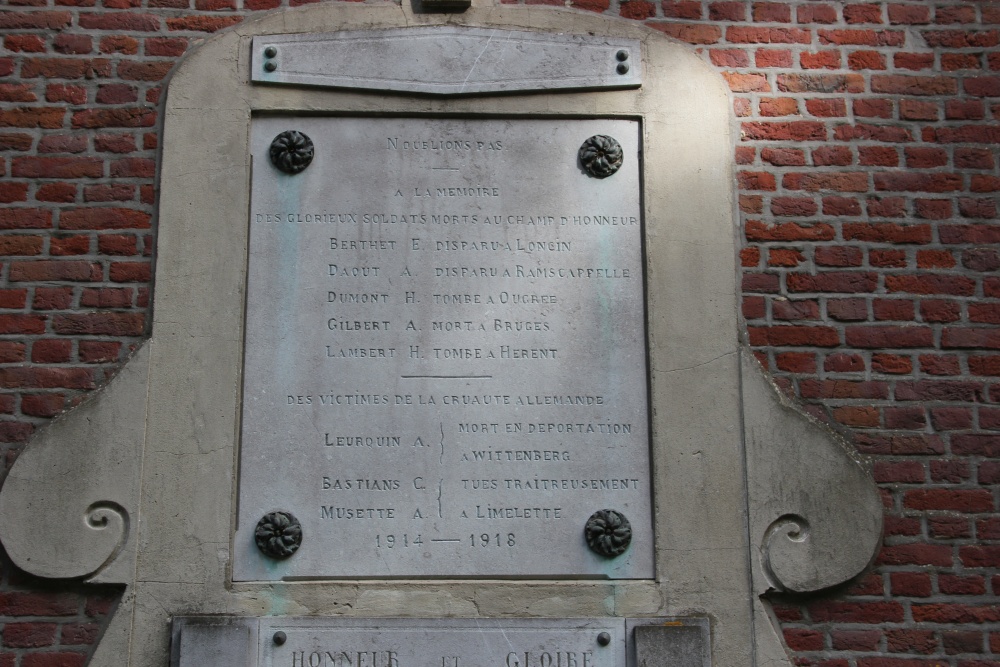 N'OUBLIONS PAS
A LA MEMOIRE
DES GLORIEUX SOLDATS MORTS AU CHAMP D'HONNEUR
BERTHET E. DISPARU A LONCIN
DAOUT A. DISPARU A RAMSCAPPELLE
DUMONT H. TOMBE A OUGREE
GILBERT A. MORT A BRUGES
LAMBERT H. TOMBE A HERENT
DES VICTIMES DE LA CRUAUTE ALLEMANDE
LEURQUIN A. MORT EN DEPORTATION
A WITTENBERG
BASTIANS C. TUES TRAITREUSEMENT
MUSETTE A. A LIMELETTE
1914 — 1918
HONNEUR ET GLOIRE